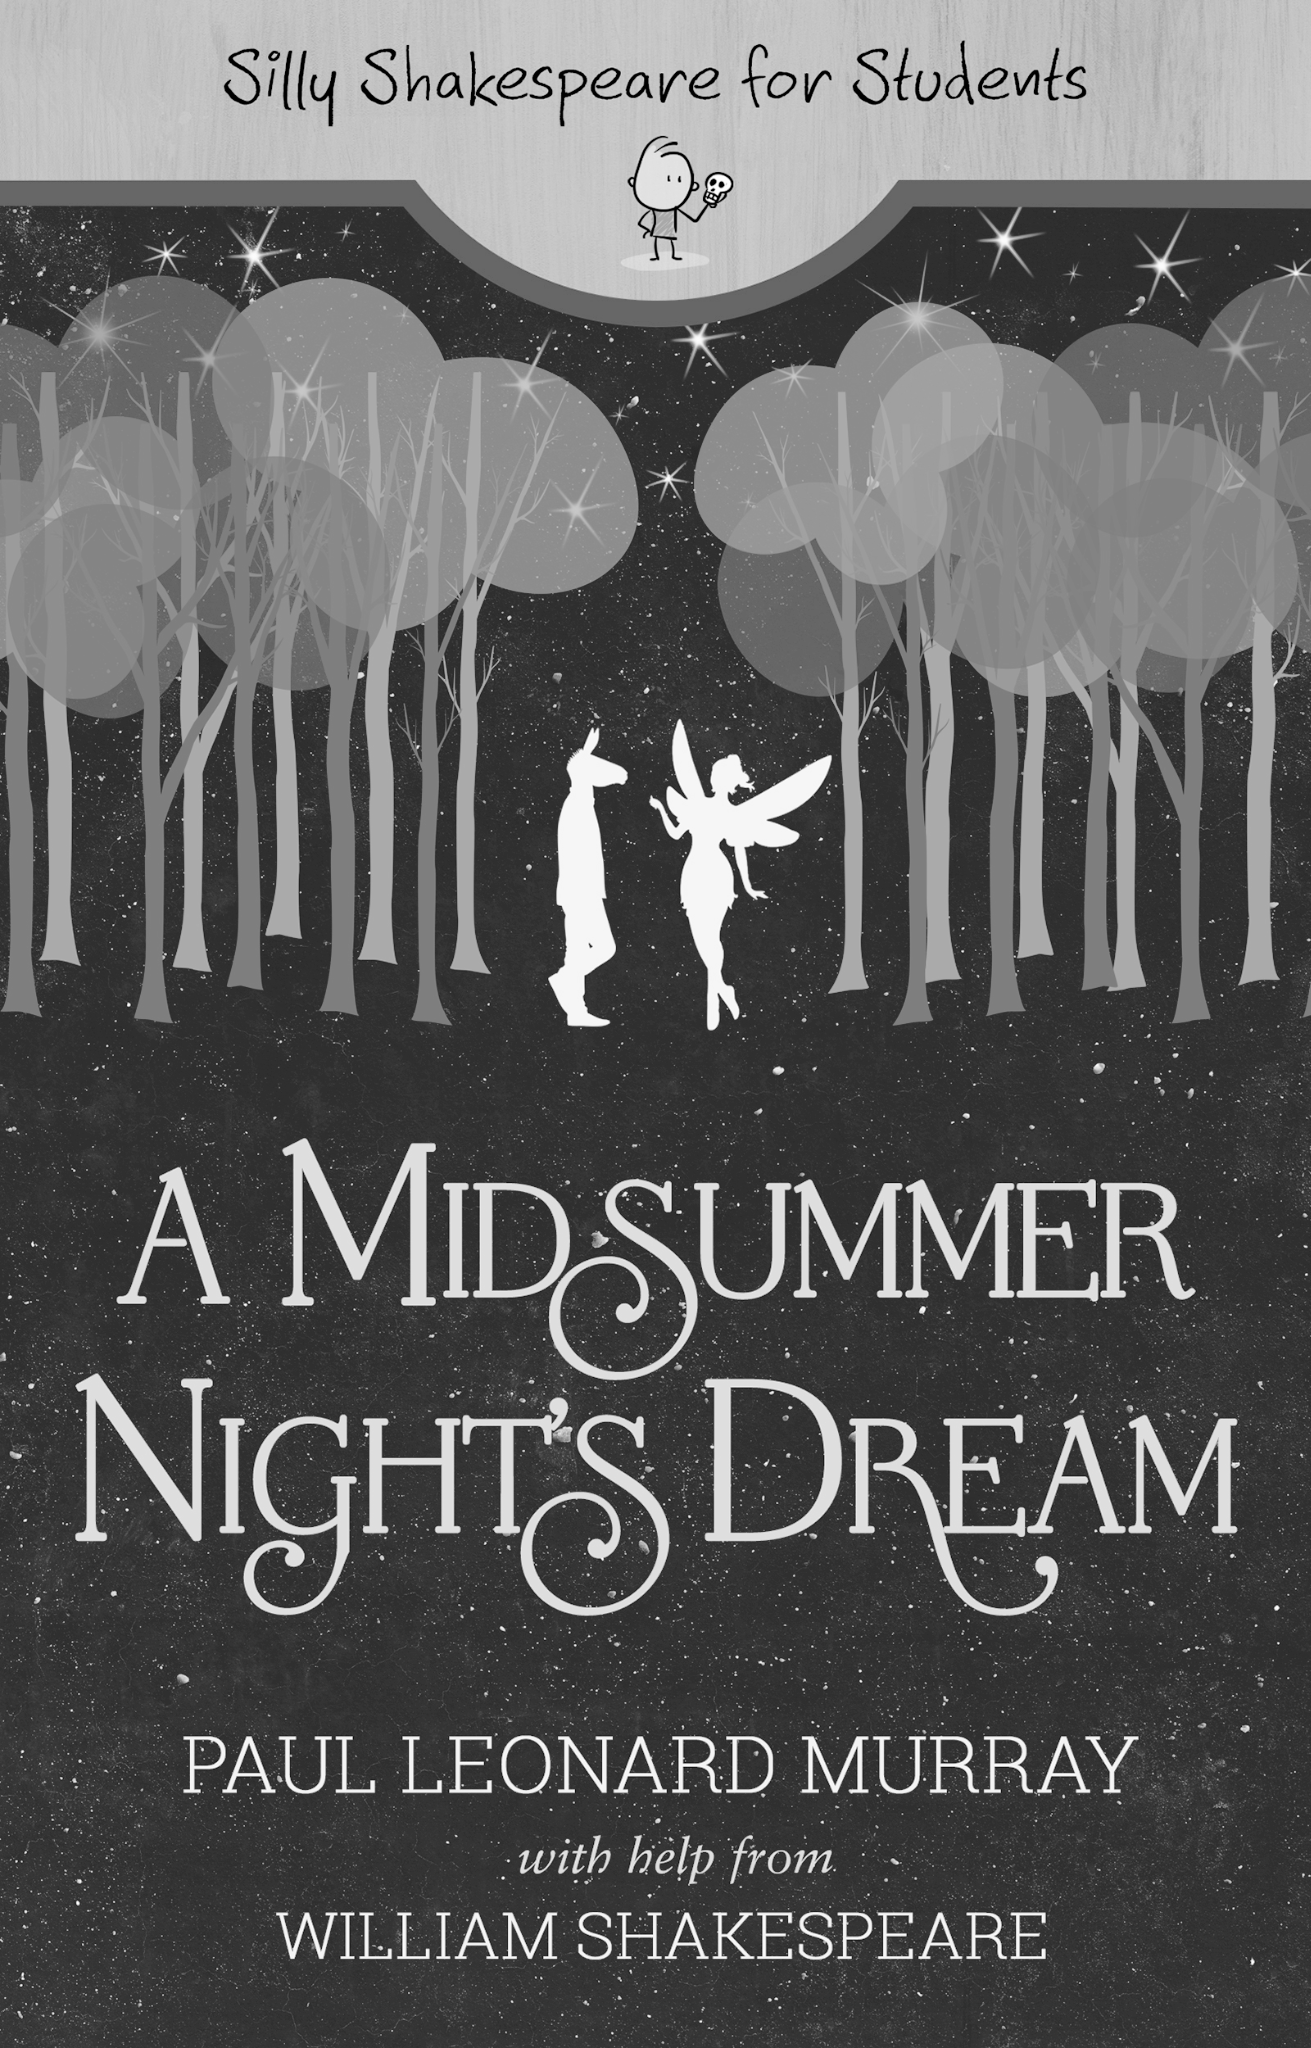 Silly Shakespeare for Students
A MIDSUMMER
NIGHT'S DREAM
PAUL LEONARD MURRAY
with help from
WILLIAM SHAKESPEARE